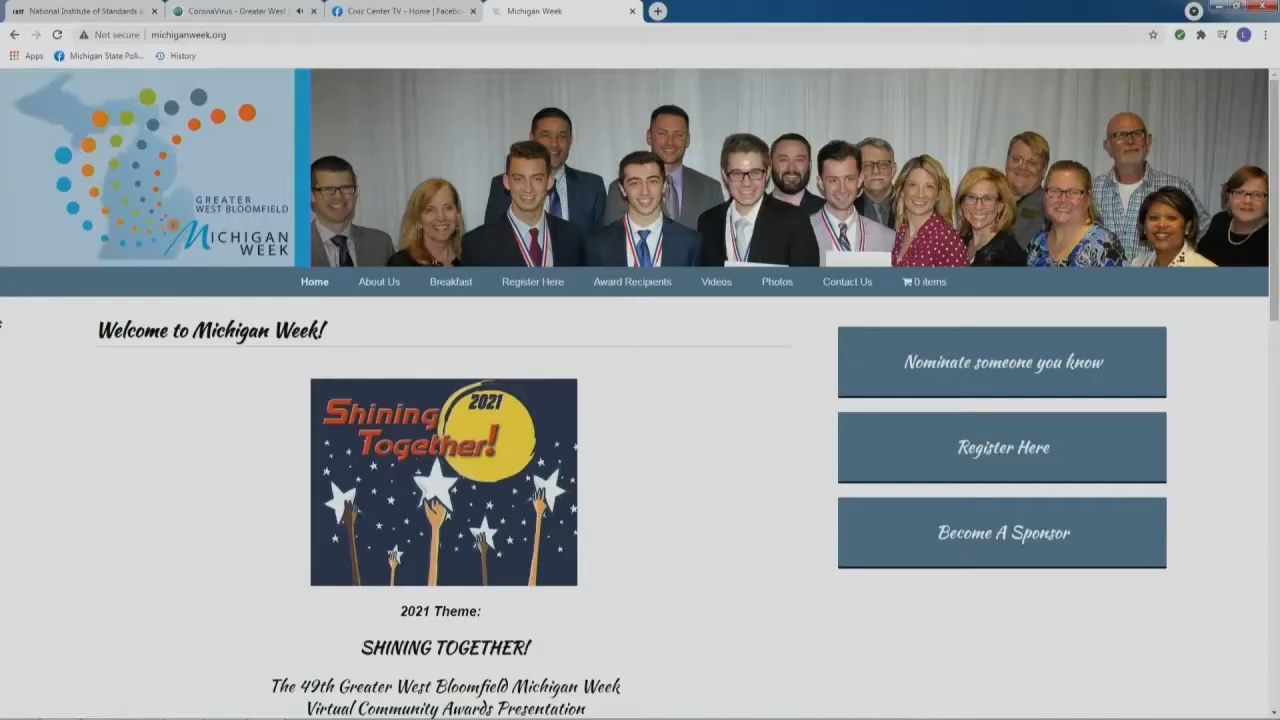 National Institute of Standards &
CoronaVirus - Greater West
Civic Center TV - Home | Facebo
Michigan Week
Not secure | michiganweek.org
L
Apps
Michigan State Poli...
History
GREATER
WEST BLOOMFIELD
MICHIGAN
WEEK
Home
About Us
Breakfast
Register Here
Award Recipients
Videos
Photos
Contact Us
0 items
Welcome to Michigan Week!
Nominate someone you know
Register Here
Become A Sponsor
2021
Shining
Together!
2021 Theme:
SHINING TOGETHER!
The 49th Greater West Bloomfield Michigan Week
Virtual Community Awards Presentation